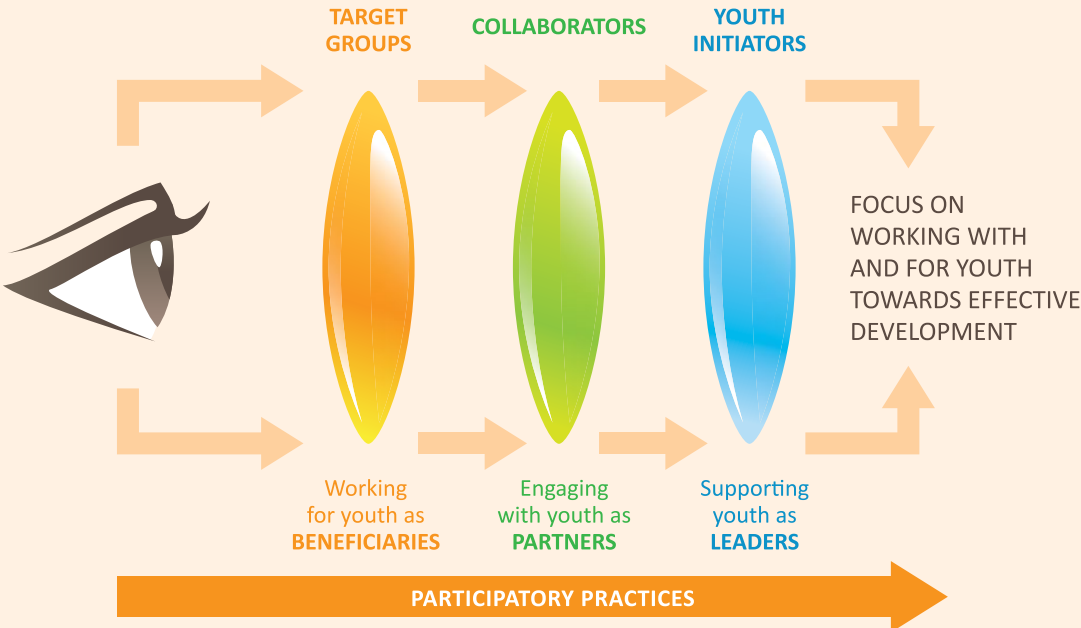 TARGET
GROUPS
COLLABORATORS
YOUTH
INITIATORS
FOCUS ON
WORKING WITH
AND FOR YOUTH
TOWARDS EFFECTIVE
DEVELOPMENT
Working
for youth as
BENEFICIARIES
Engaging
with youth as
PARTNERS
Supporting
youth as
LEADERS
PARTICIPATORY PRACTICES